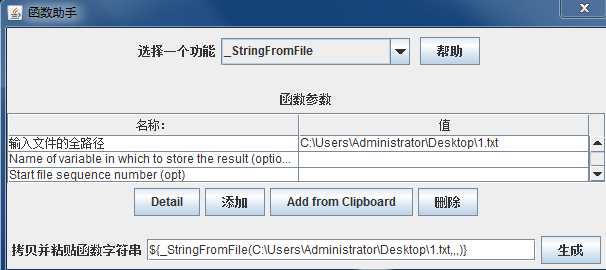 函数助手
选择一个功能 _StringFromFile 帮助
函数参数
名称: 值
输入文件的全路径 C:\Users\Administrator\Desktop\1.txt
Name of variable in which to store the result (optio...
Start file sequence number (opt)
Detail 添加 Add from Clipboard 删除
拷贝并粘贴函数字符串 ${_StringFromFile(C:\Users\Administrator\Desktop\1.txt,,,)} 生成